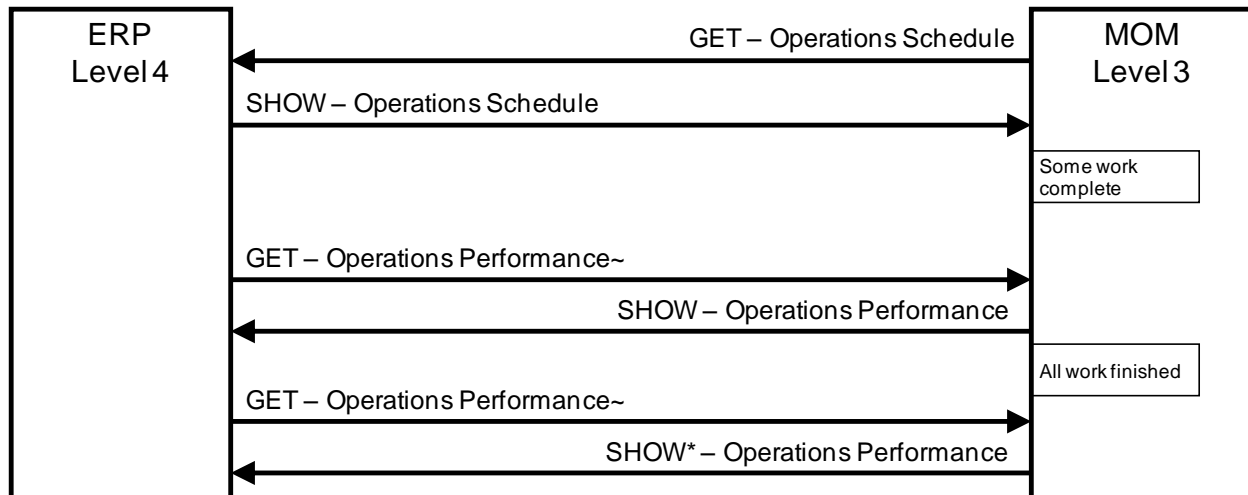 ERP
Level 4
MOM
Level 3
GET – Operations Schedule
SHOW – Operations Schedule
Some work
complete
GET – Operations Performance~
SHOW – Operations Performance
All work finished
GET – Operations Performance~
SHOW* – Operations Performance